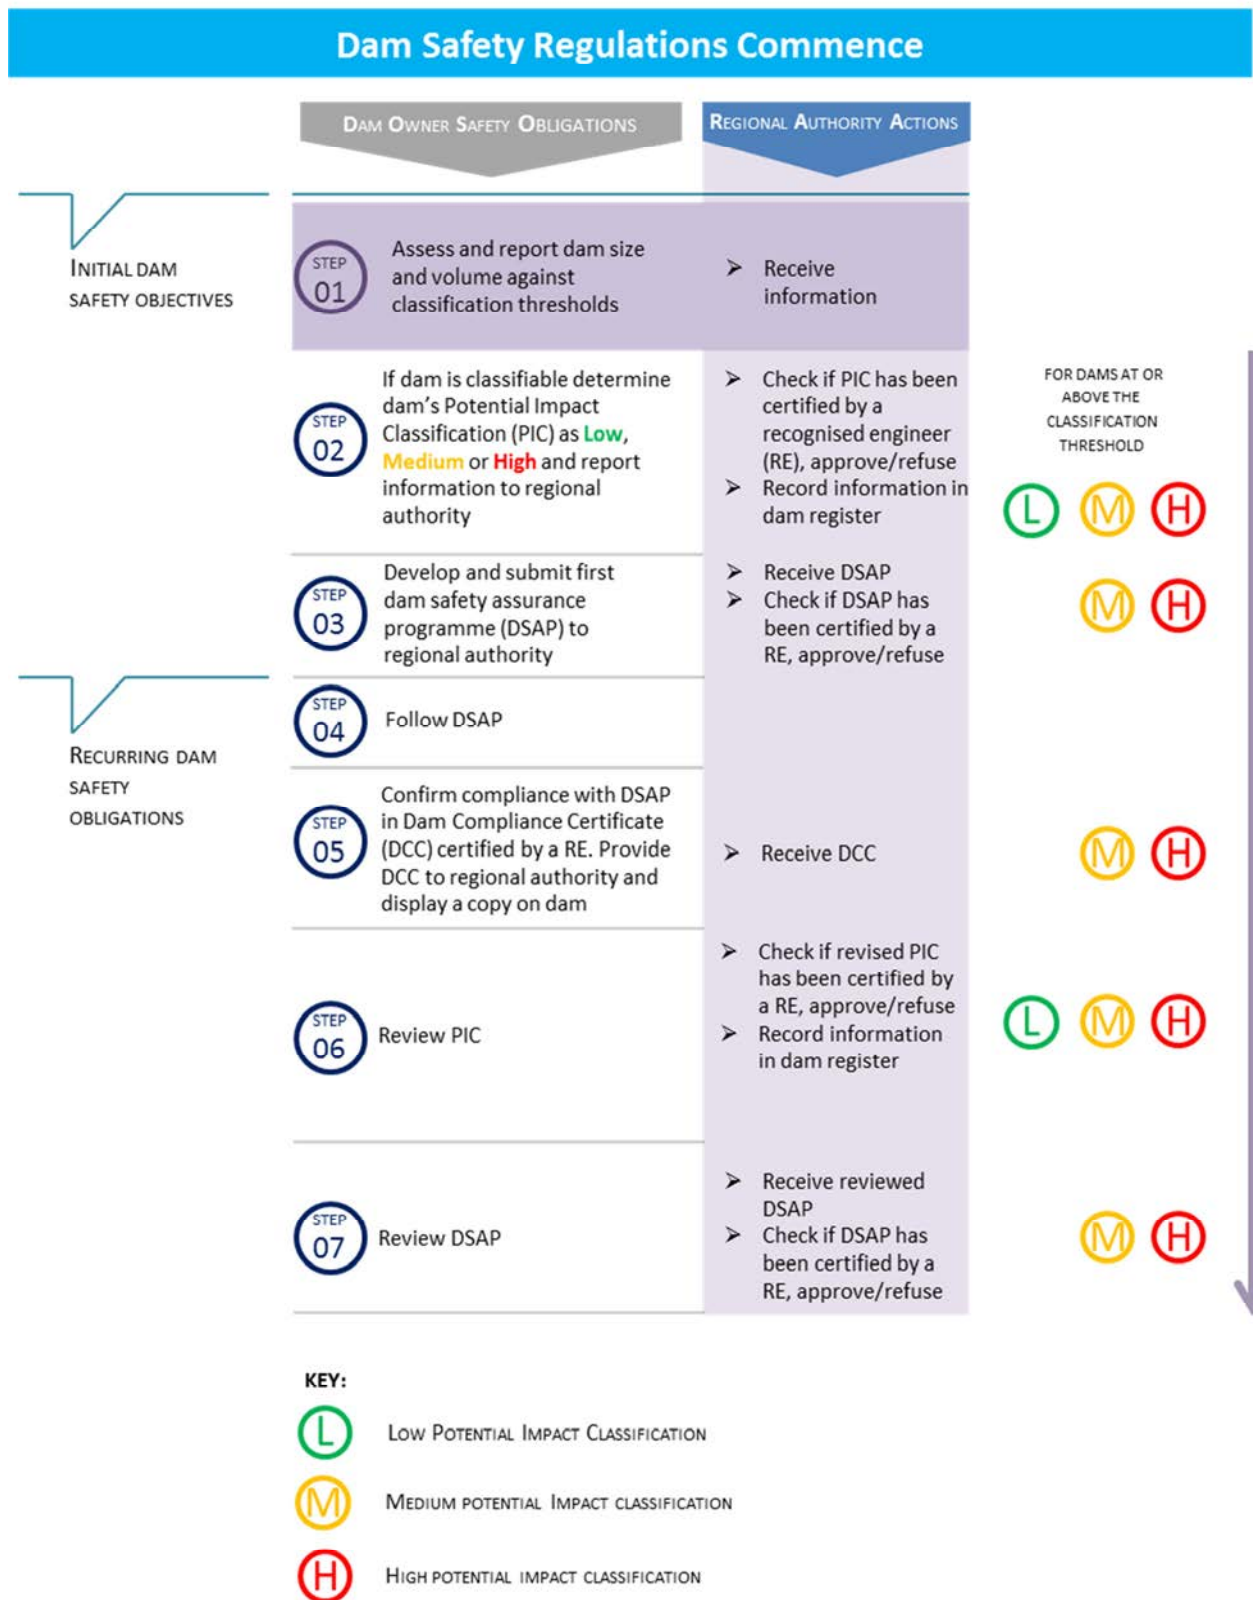 Dam Safety Regulations Commence
DAM OWNER SAFETY OBLIGATIONS
REGIONAL AUTHORITY ACTIONS
INITIAL DAM
SAFETY OBJECTIVES
STEP
01
Assess and report dam size
and volume against
classification thresholds
➢ Receive
information
FOR DAMS AT OR
ABOVE THE
CLASSIFICATION
THRESHOLD
STEP
02
If dam is classifiable determine
dam's Potential Impact
Classification (PIC) as Low,
Medium or High and report
information to regional
authority
➢ Check if PIC has been
certified by a
recognised engineer
(RE), approve/refuse
➢ Record information in
dam register
L M H
STEP
03
Develop and submit first
dam safety assurance
programme (DSAP) to
regional authority
➢ Receive DSAP
➢ Check if DSAP has
been certified by a
RE, approve/refuse
M H
RECURRING DAM
SAFETY
OBLIGATIONS
STEP
04
Follow DSAP
STEP
05
Confirm compliance with DSAP
in Dam Compliance Certificate
(DCC) certified by a RE. Provide
DCC to regional authority and
display a copy on dam
➢ Receive DCC
M H
STEP
06
Review PIC
➢ Check if revised PIC
has been certified by
a RE, approve/refuse
➢ Record information
in dam register
L M H
STEP
07
Review DSAP
➢ Receive reviewed
DSAP
➢ Check if DSAP has
been certified by a
RE, approve/refuse
M H
KEY:
L LOW POTENTIAL IMPACT CLASSIFICATION
M MEDIUM POTENTIAL IMPACT CLASSIFICATION
H HIGH POTENTIAL IMPACT CLASSIFICATION